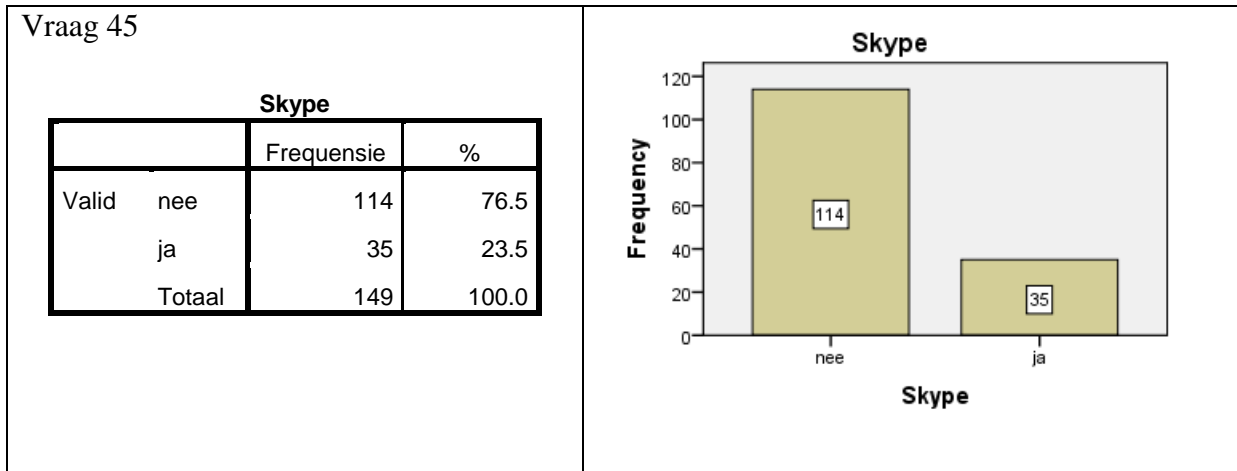 Vraag 45
Skype
Frequensie %
Valid nee 114 76.5
ja 35 23.5
Totaal 149 100.0
Skype
Frequency
120
100
80
60
40
20
0
114
35
nee ja
Skype